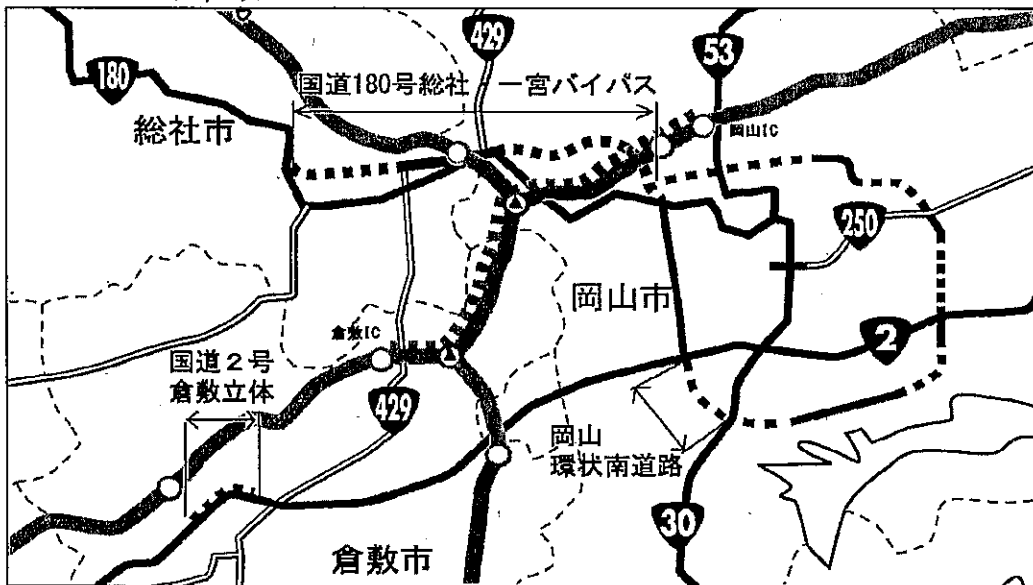 429
53
180
国道180号総社 一宮バイパス
総社市
岡山IC
250
岡山市
倉敷IC
国道2号
倉敷立体
2
429
岡山
環状南道路
30
倉敷市